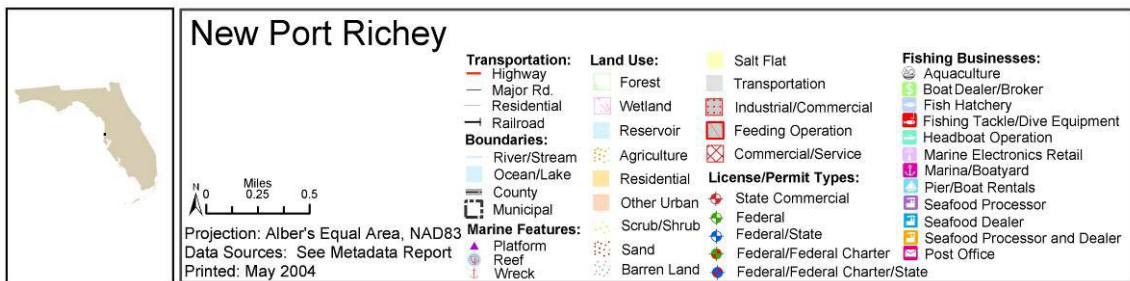 New Port Richey
N
Miles
0 0.25 0.5
Projection: Alber's Equal Area, NAD83
Data Sources: See Metadata Report
Printed: May 2004
Transportation:
Highway
Major Rd.
Residential
Railroad
Boundaries:
River/Stream
Ocean/Lake
County
Municipal
Marine Features:
Platform
Reef
Wreck
Land Use:
Forest
Wetland
Reservoir
Agriculture
Residential
Other Urban
Scrub/Shrub
Sand
Barren Land
Salt Flat
Transportation
Industrial/Commercial
Feeding Operation
Commercial/Service
License/Permit Types:
State Commercial
Federal
Federal/State
Federal/Federal Charter
Federal/Federal Charter/State
Fishing Businesses:
Aquaculture
Boat Dealer/Broker
Fish Hatchery
Fishing Tackle/Dive Equipment
Headboat Operation
Marine Electronics Retail
Marina/Boatyard
Pier/Boat Rentals
Seafood Processor
Seafood Dealer
Seafood Processor and Dealer
Post Office